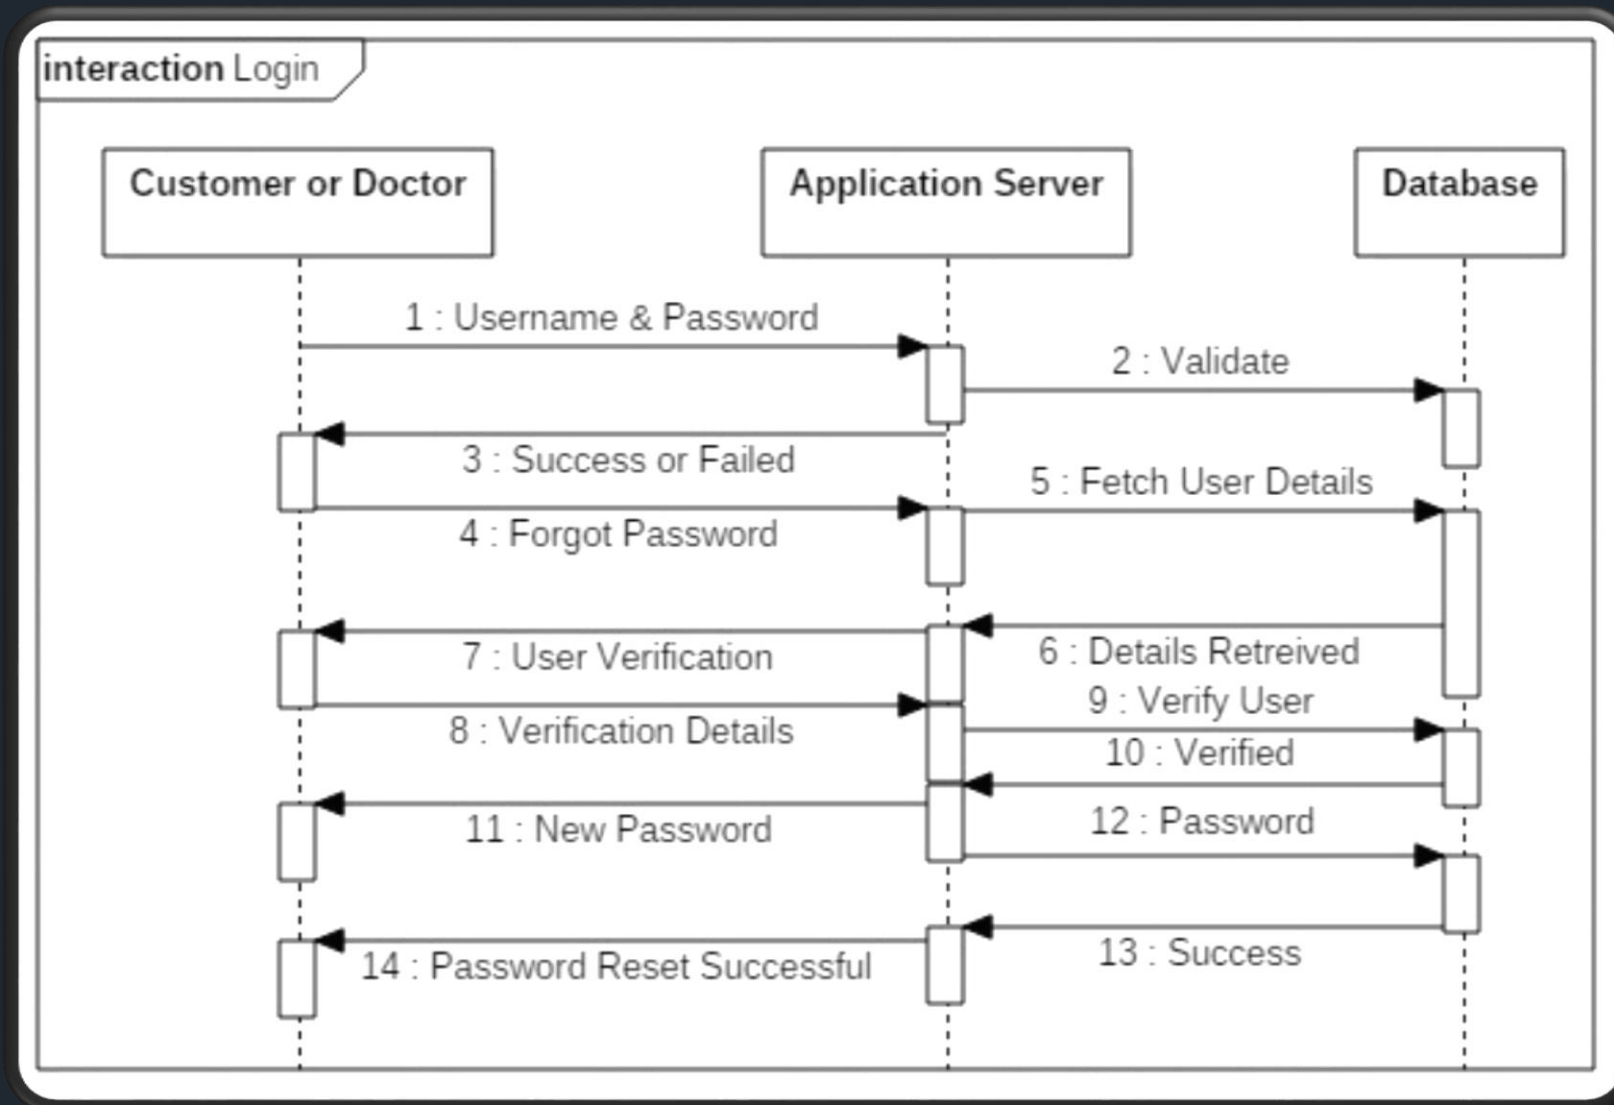 interaction Login
Customer or Doctor
Application Server
Database
1 : Username & Password
2 : Validate
3 : Success or Failed
4 : Forgot Password
5 : Fetch User Details
6 : Details Retreived
7 : User Verification
8 : Verification Details
9 : Verify User
10 : Verified
11 : New Password
12 : Password
13 : Success
14 : Password Reset Successful